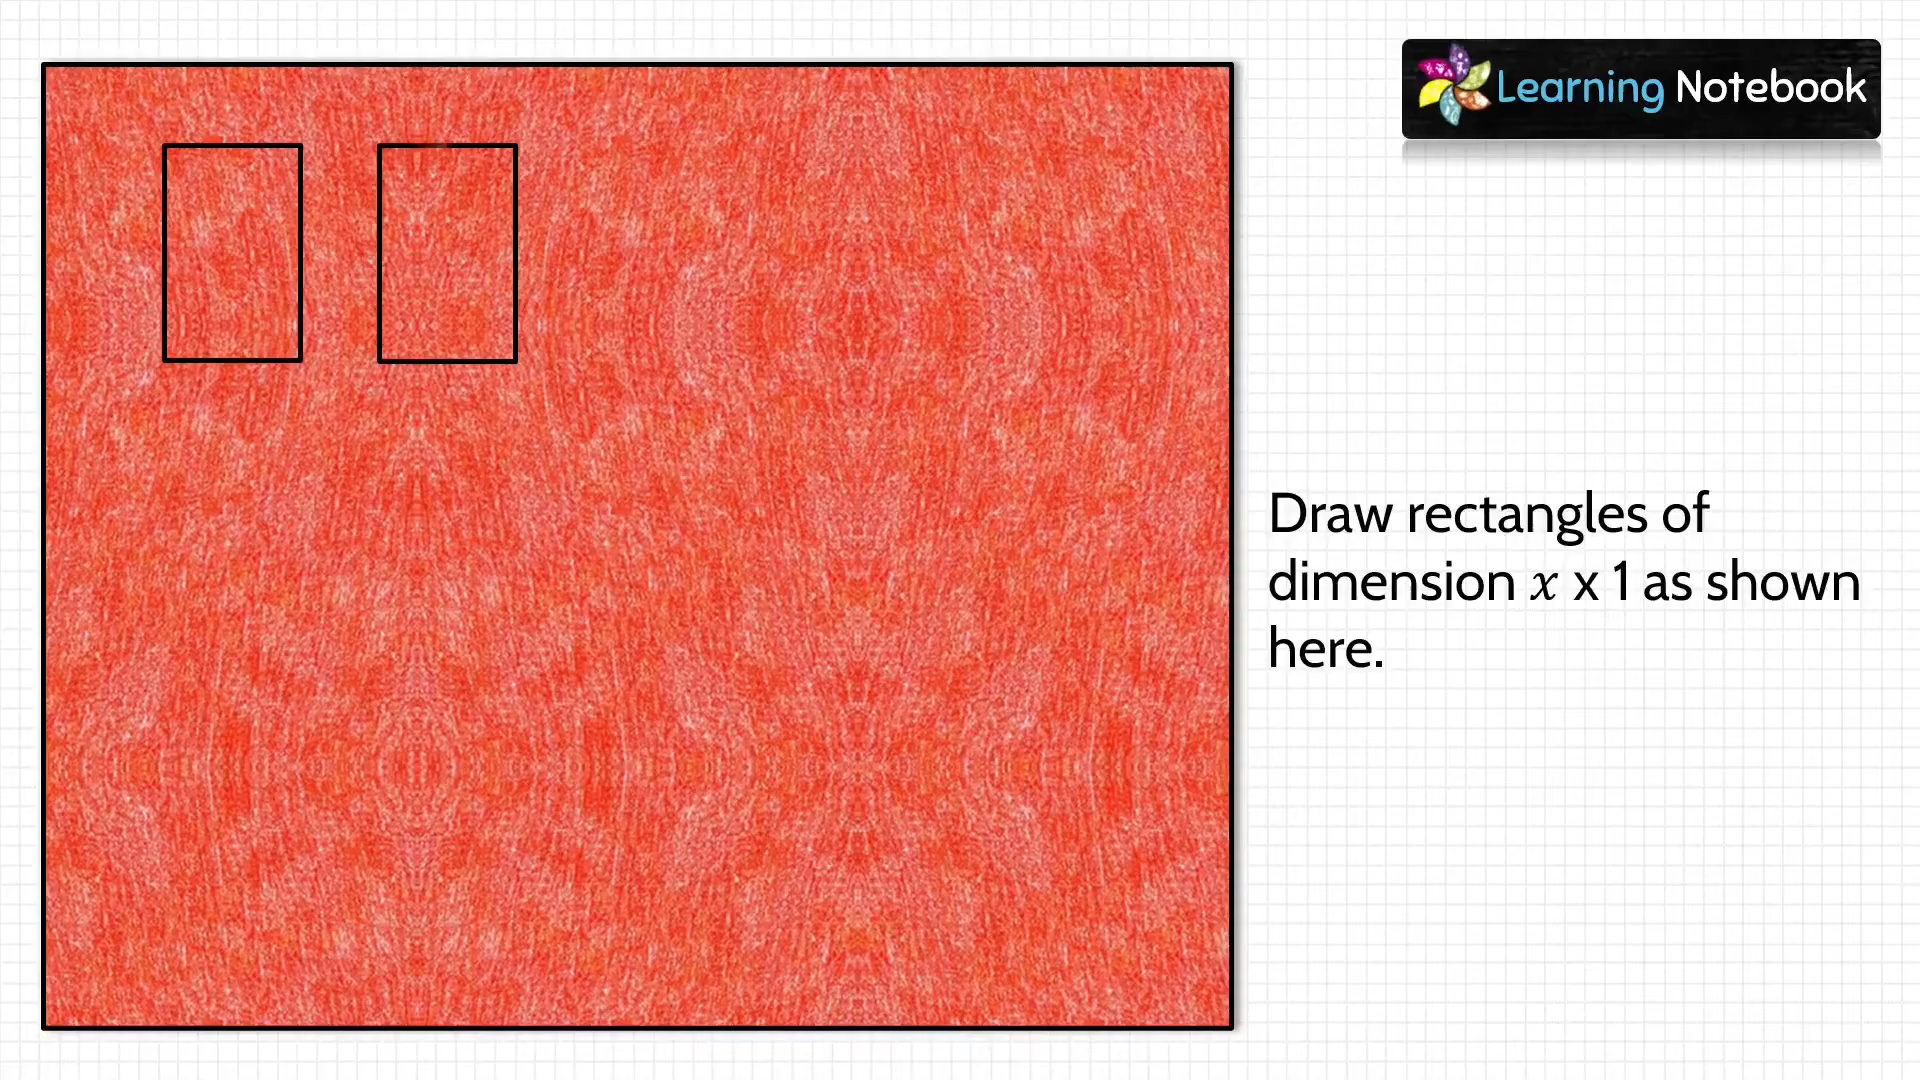 Learning Notebook
Draw rectangles of
dimension 𝑥 x 1 as shown
here.